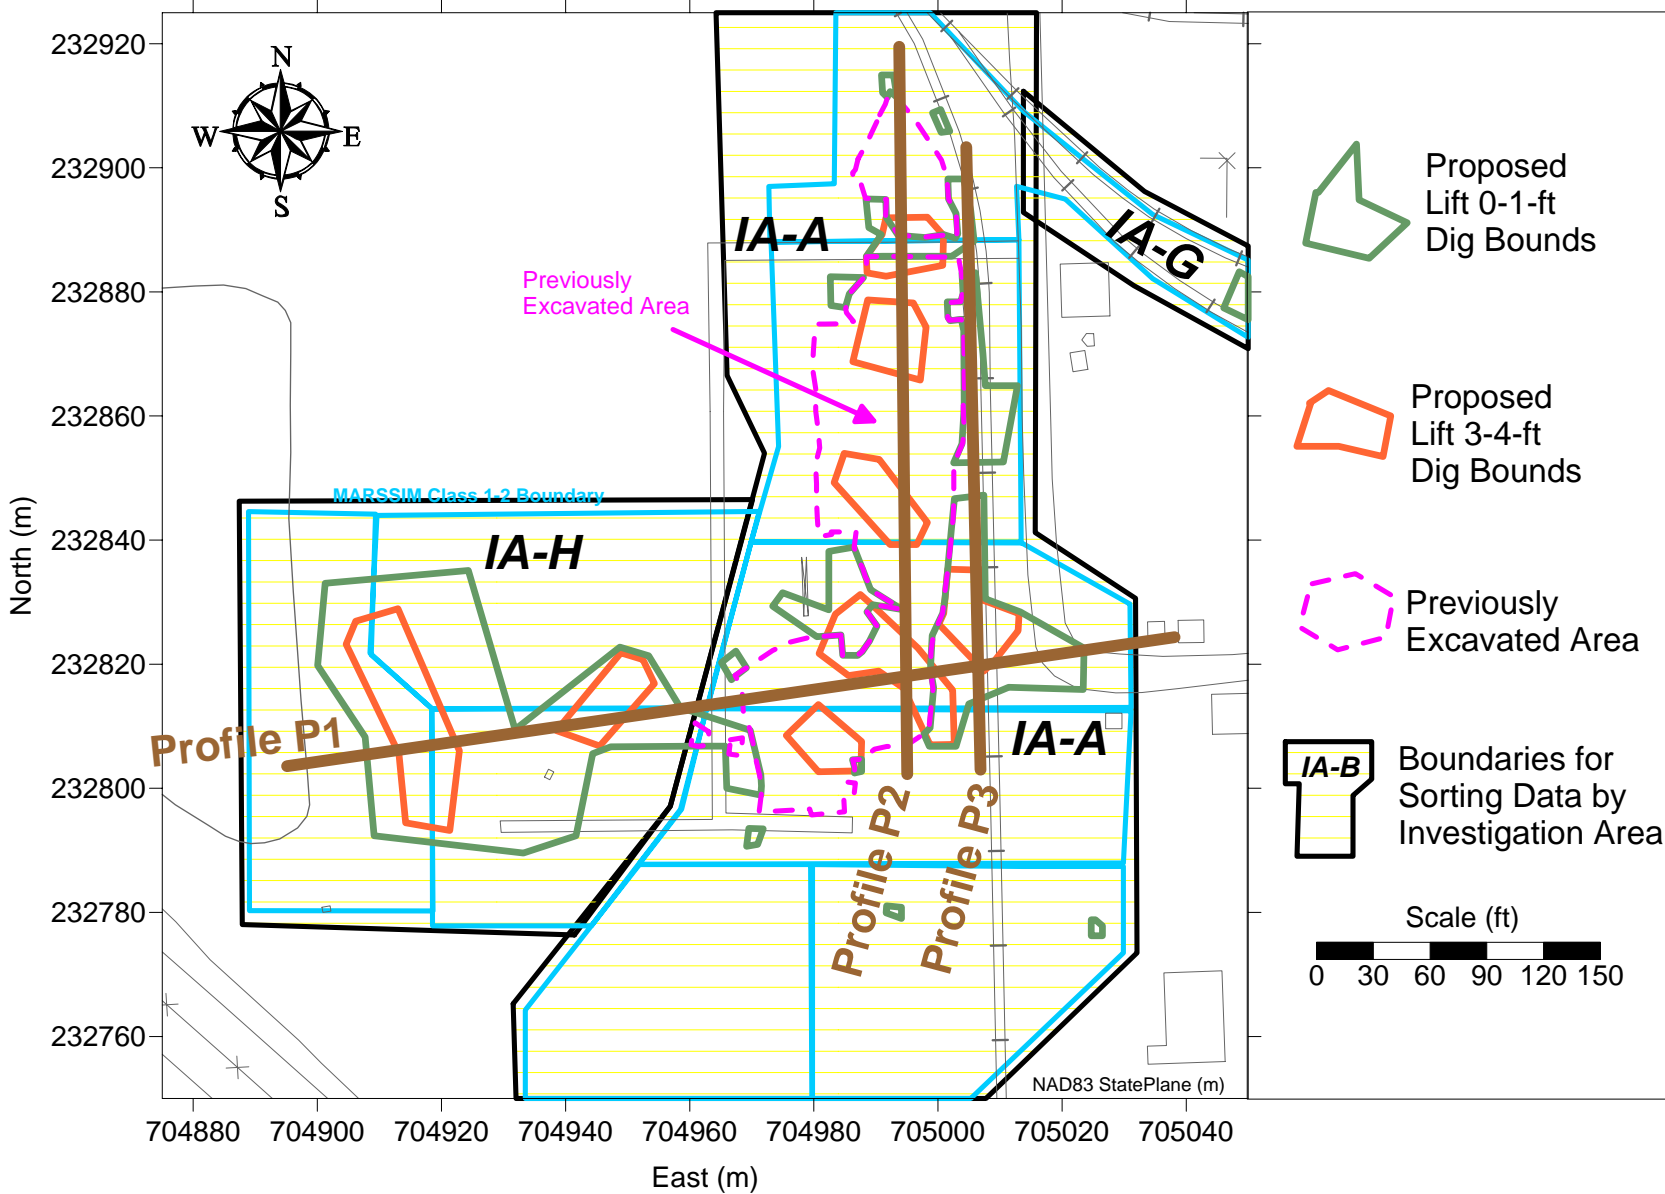 232920
232900
232880
232860
232840
232820
232800
232780
232760
North (m)
N
W
E
S
IA-A
IA-G
Previously
Excavated Area
MARSSIM Class 1-2 Boundary
IA-H
Profile P1
IA-A
Profile P2
Profile P3
NAD83 StatePlane (m)
704880
704900
704920
704940
704960
704980
705000
705020
705040
East (m)
Proposed
Lift 0-1-ft
Dig Bounds
Proposed
Lift 3-4-ft
Dig Bounds
Previously
Excavated Area
IA-B
Boundaries for
Sorting Data by
Investigation Area
Scale (ft)
0 30 60 90 120 150